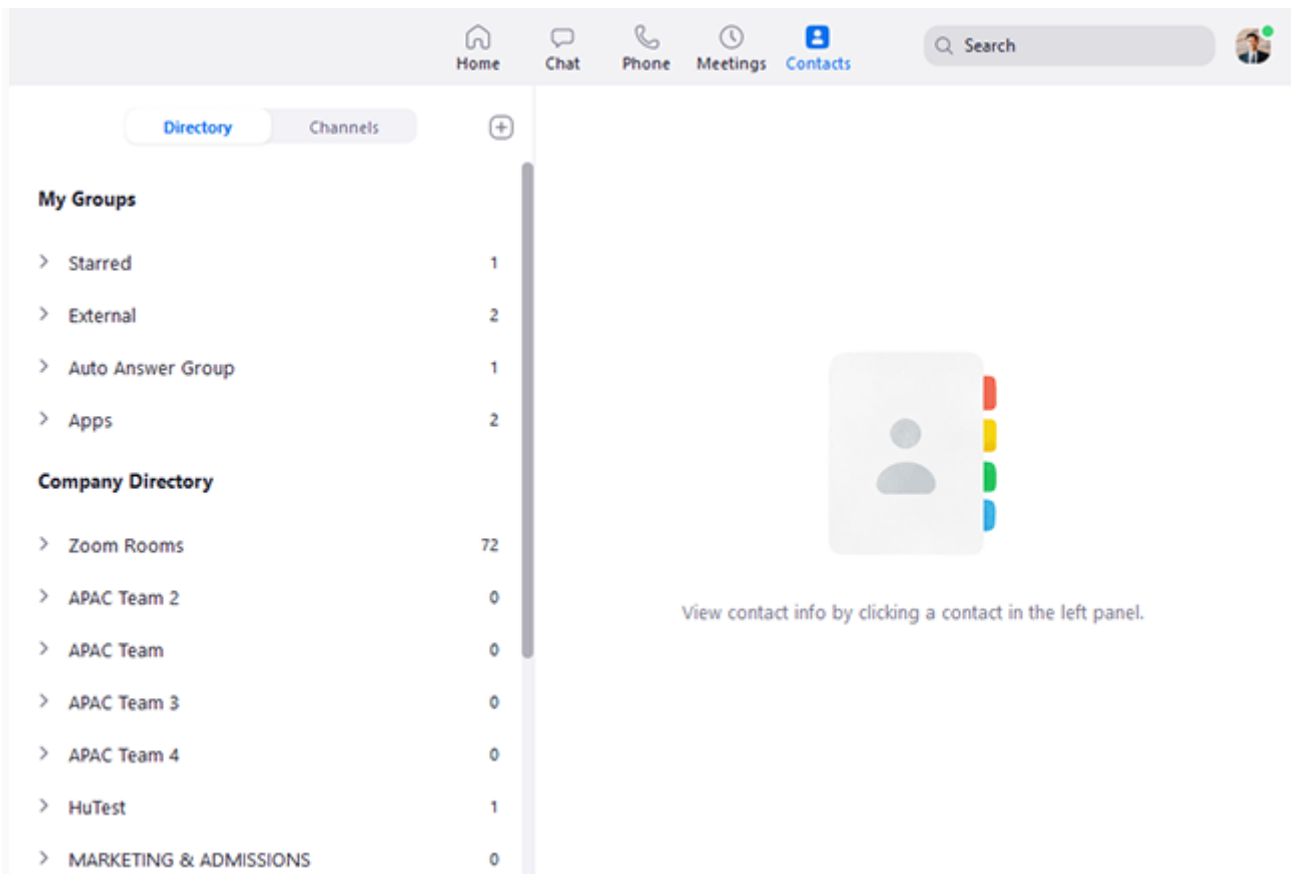 Home Chat Phone Meetings Contacts Search
Directory Channels
My Groups
Starred 1
External 2
Auto Answer Group 1
Apps 2
Company Directory
Zoom Rooms 72
APAC Team 2 0
APAC Team 0
APAC Team 3 0
APAC Team 4 0
HuTest 1
MARKETING & ADMISSIONS 0
View contact info by clicking a contact in the left panel.